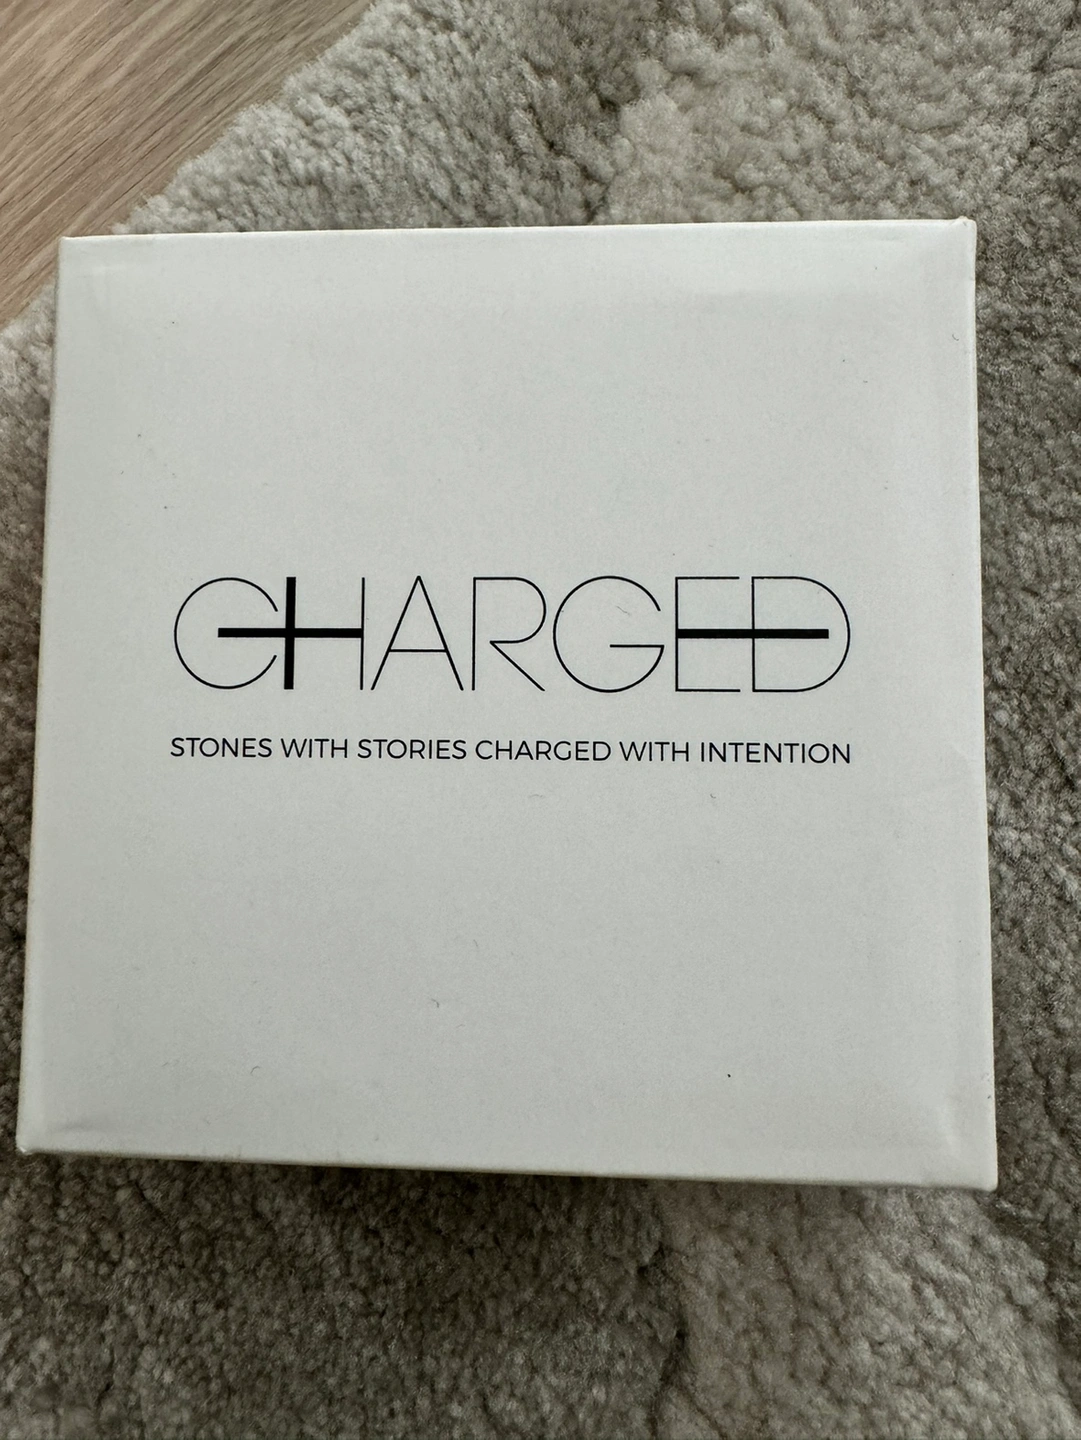 CHARGED
STONES WITH STORIES CHARGED WITH INTENTION